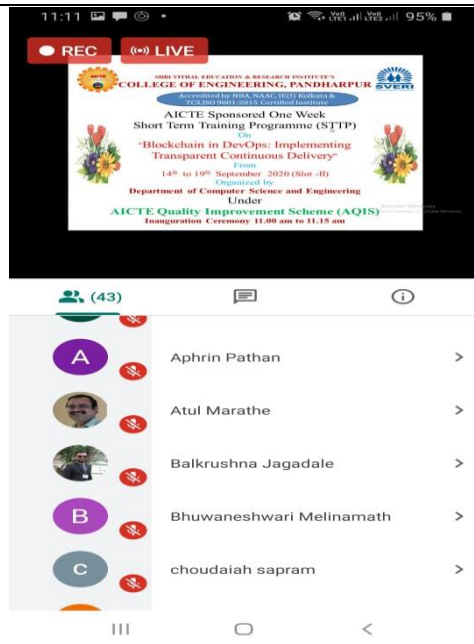 11:11 95%
REC LIVE
AICTE SHRI VITHAL EDUCATION & RESEARCH INSTITUTE'S
COLLEGE OF ENGINEERING, PANDHARPUR SVERI
Accredited by NBA, NAAC, IE(I) Kolkata &
TCS,ISO 9001:2015 Certified Institute
AICTE Sponsored One Week
Short Term Training Programme (STTP)
On
"Blockchain in DevOps: Implementing
Transparent Continuous Delivery"
From
14th to 19th September 2020 (Slot -II)
Organized by
Department of Computer Science and Engineering
Under
AICTE Quality Improvement Scheme (AQIS)
Inauguration Ceremony 11.00 am to 11.15 am
(43)
A Aphrin Pathan
Atul Marathe
Balkrushna Jagadale
B Bhuwaneshwari Melinamath
c choudaiah sapram